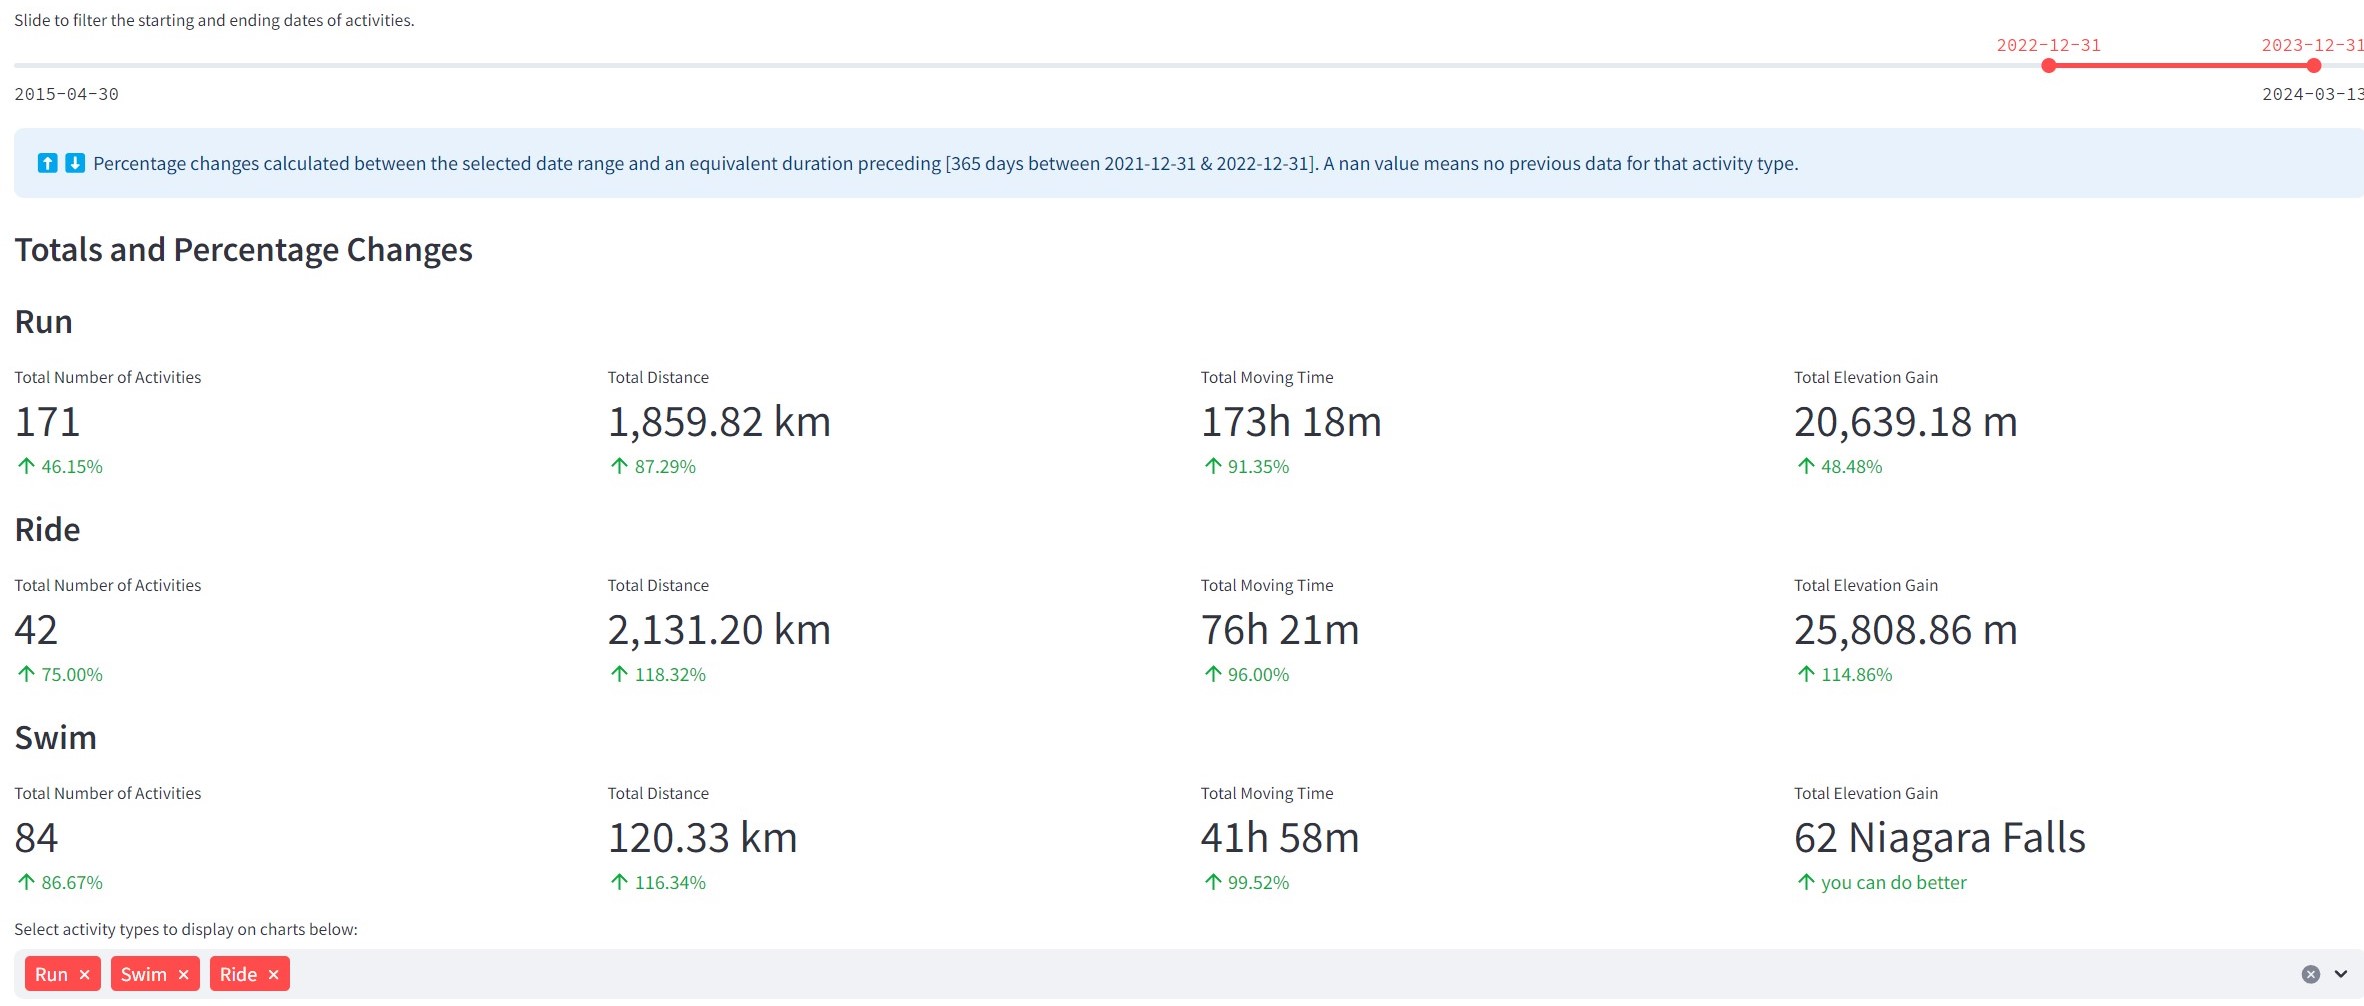 Slide to filter the starting and ending dates of activities.
2022-12-31 2023-12-31
2015-04-30 2024-03-13
⬆️ ⬇️ Percentage changes calculated between the selected date range and an equivalent duration preceding [365 days between 2021-12-31 & 2022-12-31]. A nan value means no previous data for that activity type.
Totals and Percentage Changes
Run
Total Number of Activities Total Distance Total Moving Time Total Elevation Gain
171 1,859.82 km 173h 18m 20,639.18 m
↑ 46.15% ↑ 87.29% ↑ 91.35% ↑ 48.48%
Ride
Total Number of Activities Total Distance Total Moving Time Total Elevation Gain
42 2,131.20 km 76h 21m 25,808.86 m
↑ 75.00% ↑ 118.32% ↑ 96.00% ↑ 114.86%
Swim
Total Number of Activities Total Distance Total Moving Time Total Elevation Gain
84 120.33 km 41h 58m 62 Niagara Falls
↑ 86.67% ↑ 116.34% ↑ 99.52% ↑ you can do better
Select activity types to display on charts below:
Run × Swim × Ride ×